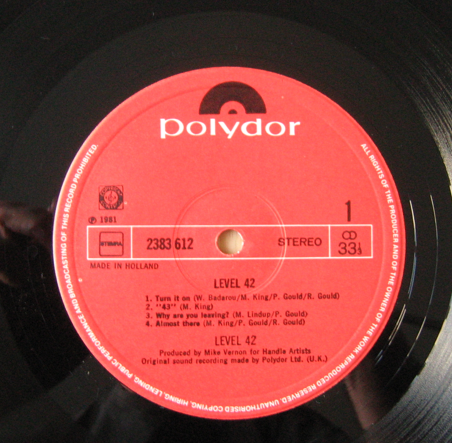 polydor
℗ 1981
1
STEMRA
2383 612
STEREO
33⅓
MADE IN HOLLAND
LEVEL 42
1. Turn it on (W. Badarou/M. King/P. Gould/R. Gould)
2. "43" (M. King)
3. Why are you leaving? (M. Lindup/P. Gould)
4. Almost there (M. King/P. Gould/R. Gould)
LEVEL 42
Produced by Mike Vernon for Handle Artists
Original sound recording made by Polydor Ltd. (U.K.)
ALL RIGHTS OF THE PRODUCER AND OF THE OWNER OF THE WORK REPRODUCED RESERVED. UNAUTHORISED COPYING, HIRING, LENDING, PUBLIC PERFORMANCE AND BROADCASTING OF THIS RECORD PROHIBITED.